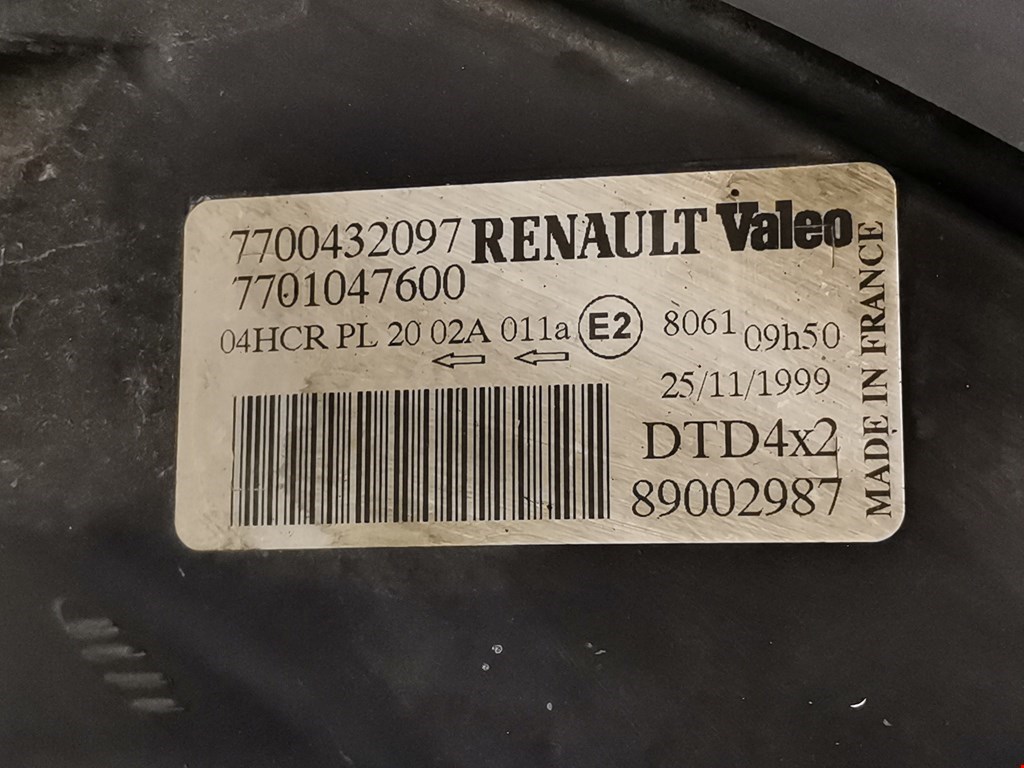 7700432097 RENAULT Valeo
7701047600
04HCR PL 20 02A 011a E2 8061 09h50
25/11/1999
DTD4x2
89002987
MADE IN FRANCE